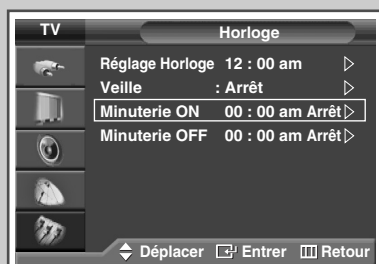 TV
Horloge
Réglage Horloge 12 : 00 am
Veille : Arrêt
Minuterie ON 00 : 00 am Arrêt
Minuterie OFF 00 : 00 am Arrêt
Déplacer Entrer Retour